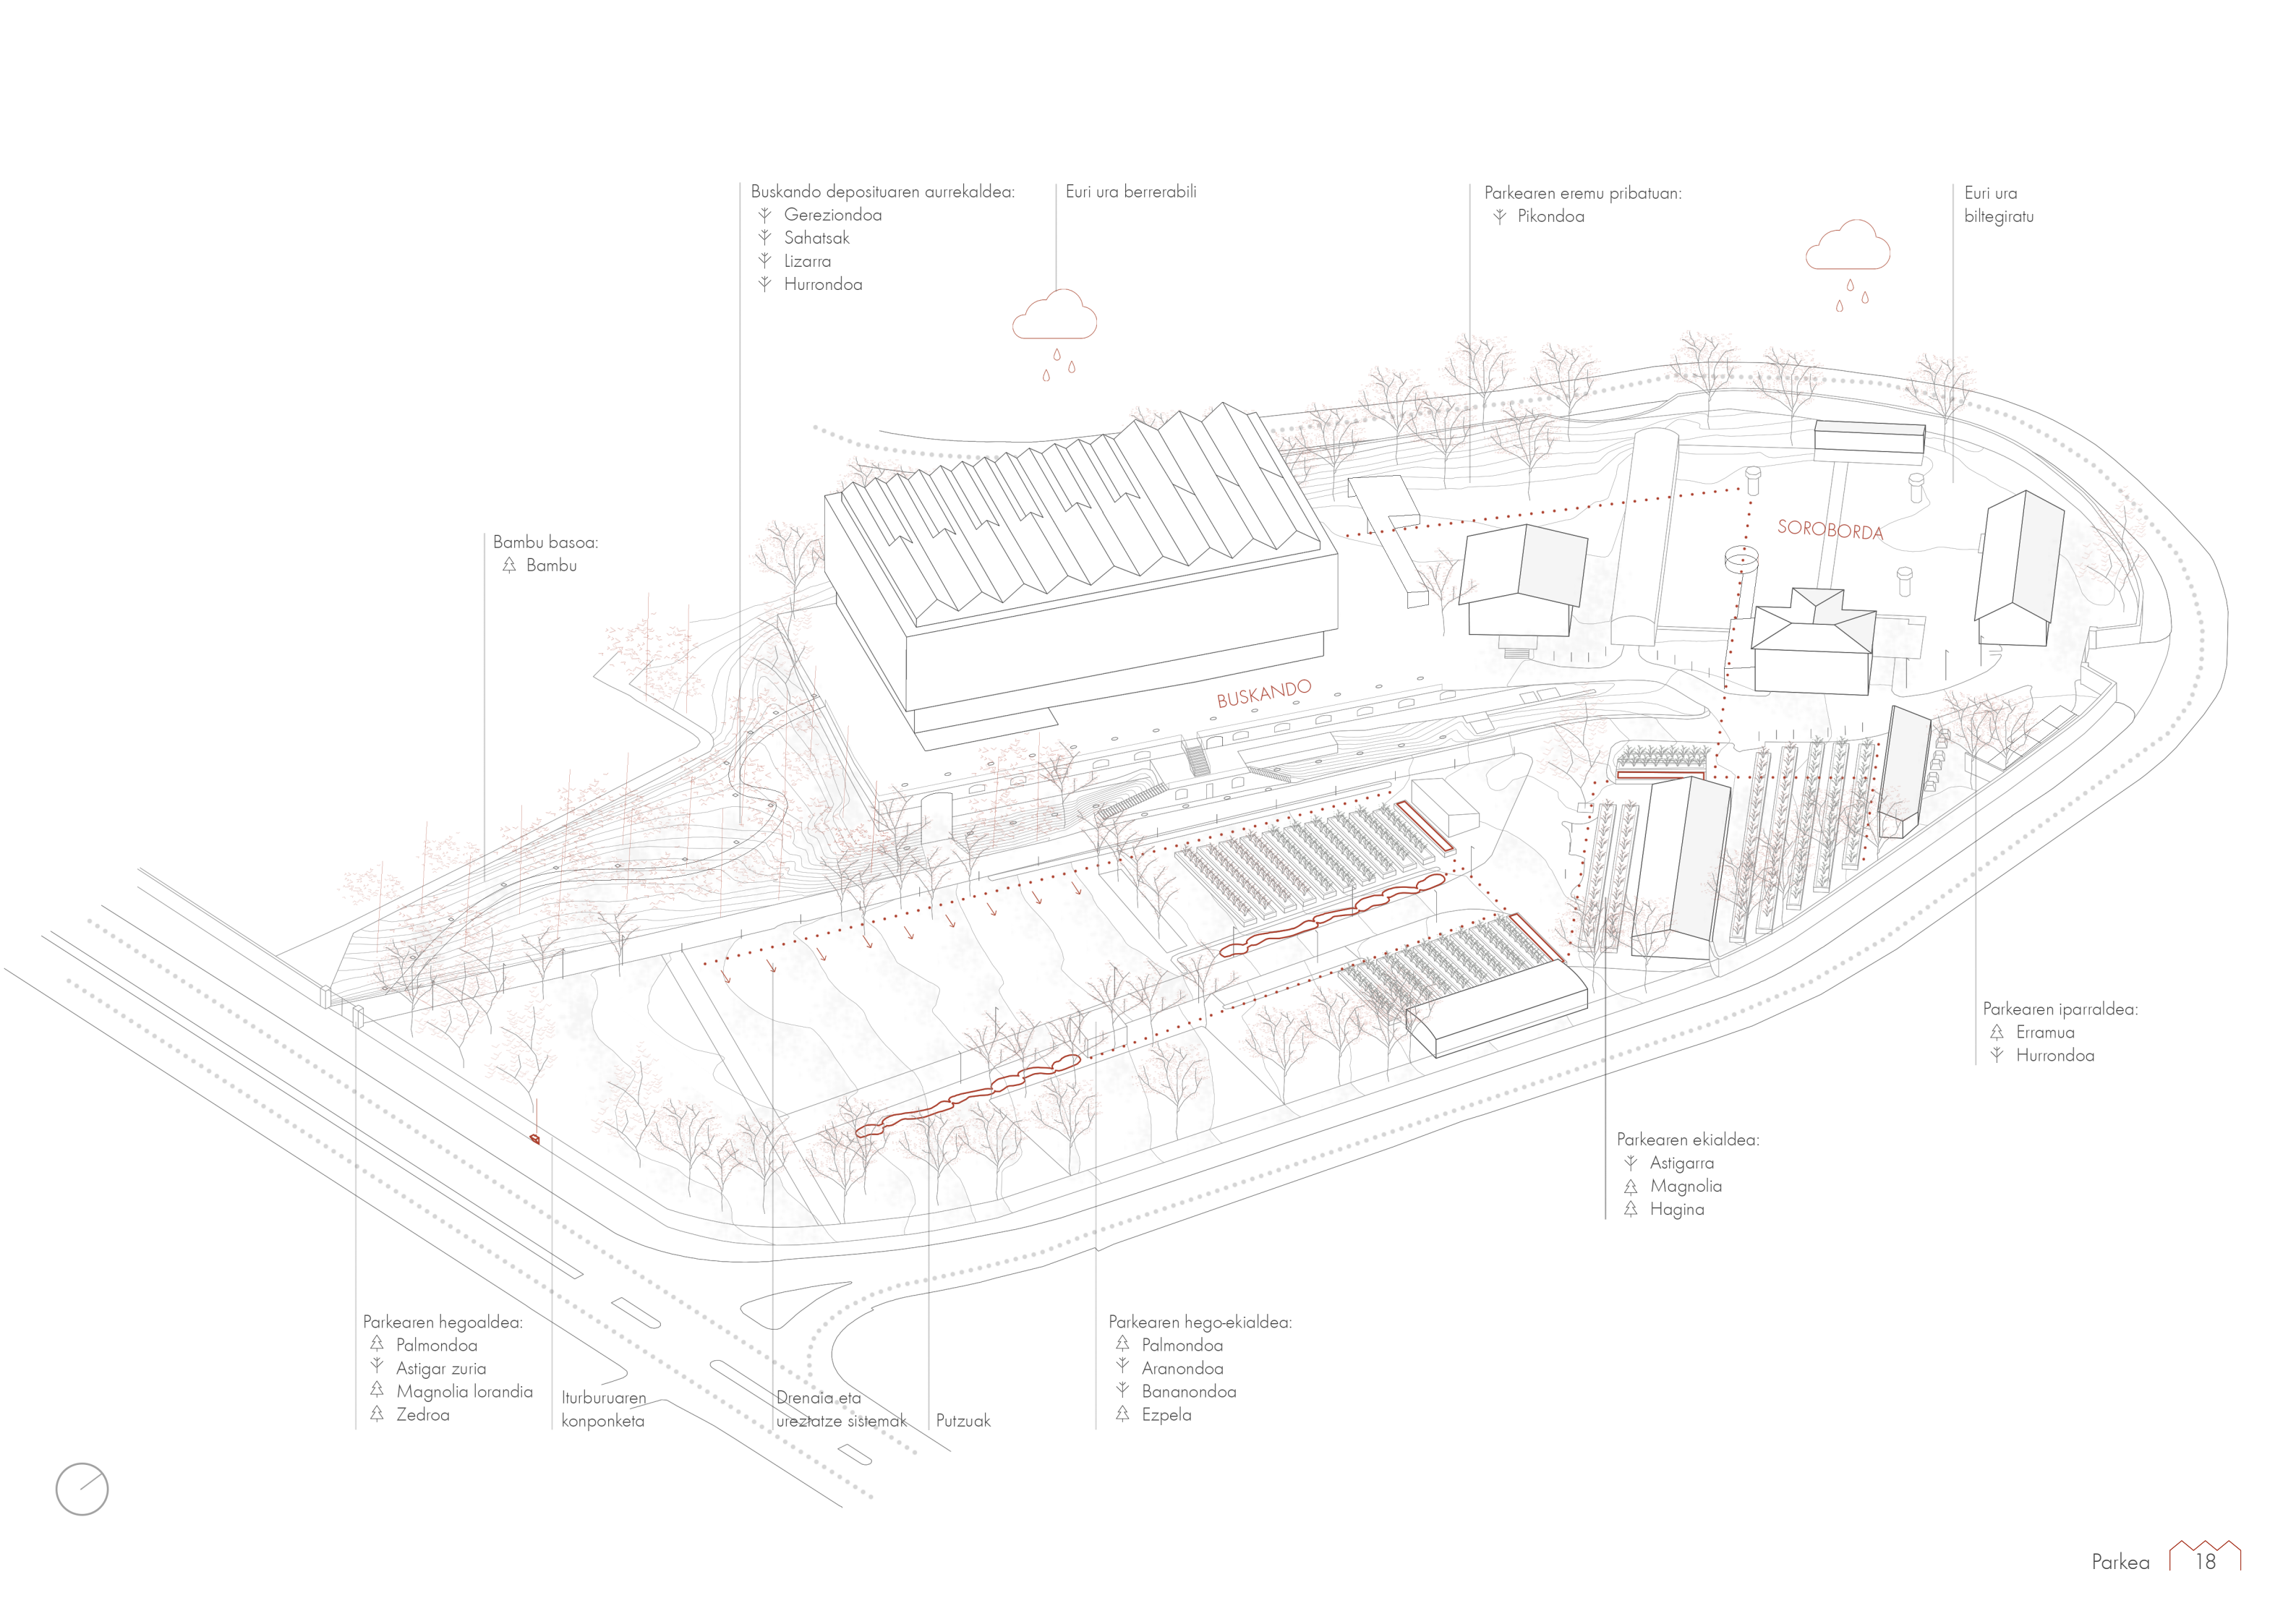 Buskando deposituaren aurrekaldea:
Gereziondoa
Sahatsak
Lizarra
Hurrondoa
Euri ura berrerabili
Parkearen eremu pribatuan:
Pikondoa
Euri ura
biltegiratu
Bambu basoa:
Bambu
SOROBORDA
BUSKANDO
Parkearen iparraldea:
Erramua
Hurrondoa
Parkearen ekialdea:
Astigarra
Magnolia
Hagina
Parkearen hegoaldea:
Palmondoa
Astigar zuria
Magnolia lorandia
Zedroa
Iturburuaren
konponketa
Drenaia eta
ureztatze sistemak
Putzuak
Parkearen hego-ekialdea:
Palmondoa
Aranondoa
Bananondoa
Ezpela
Parkea 18